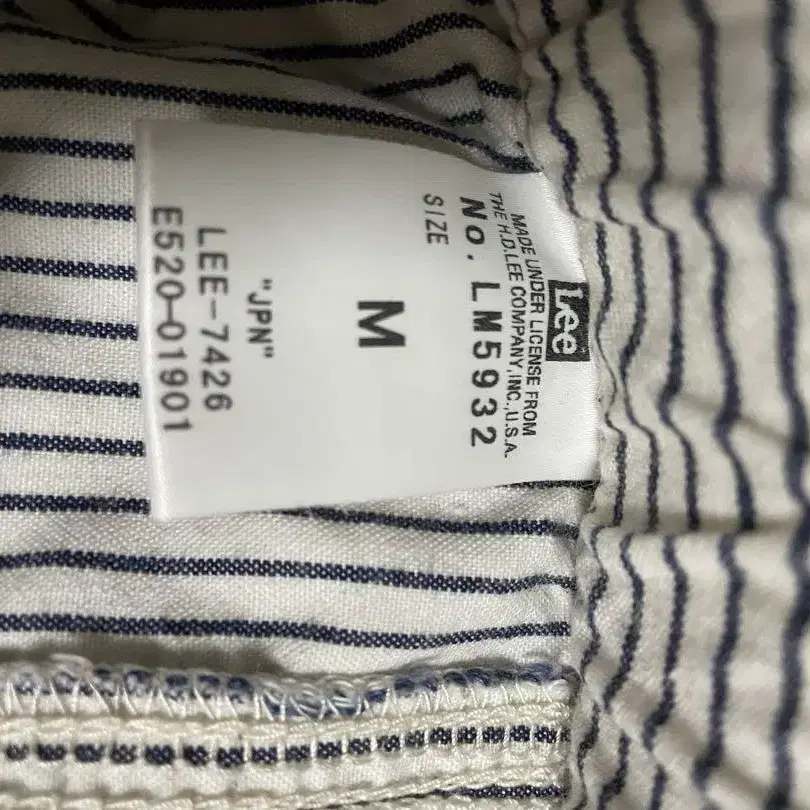 Lee
MADE UNDER LICENSE FROM
THE H.D.LEE COMPANY,INC.,U.S.A.
No. LM5932
SIZE
M
"JPN"
LEE-7426
E520-01901